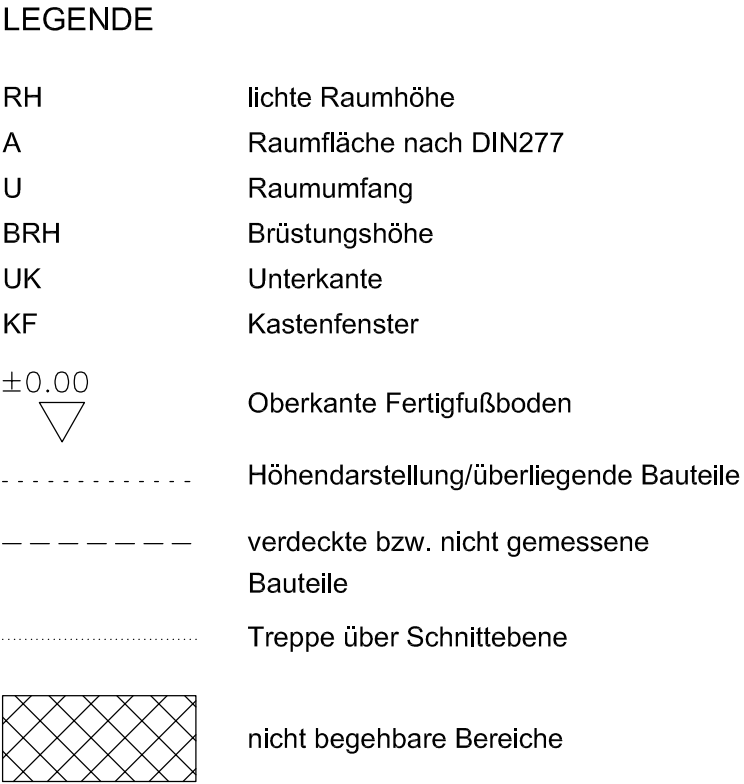 LEGENDE
RH lichte Raumhöhe
A Raumfläche nach DIN277
U Raumumfang
BRH Brüstungshöhe
UK Unterkante
KF Kastenfenster
±0.00
Oberkante Fertigfußboden
Höhendarstellung/überliegende Bauteile
verdeckte bzw. nicht gemessene
Bauteile
Treppe über Schnittebene
nicht begehbare Bereiche